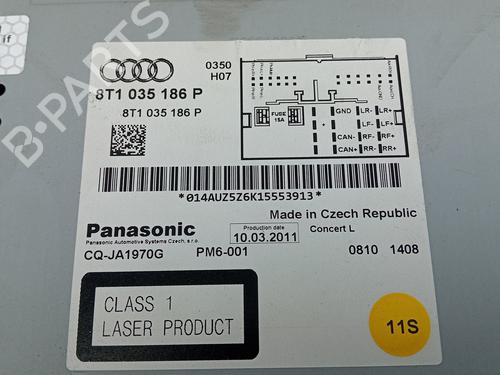 if
0350
H07
8T1 035 186 P
8T1 035 186 P
FUSE
15A
GND LR- LR+
+ LF- LF+
CAN- RF- RF+
CAN+ RR- RR+
*014AUZ5Z6K15553913*
Made in Czech Republic
Panasonic
Panasonic Automotive Systems Czech, s.r.o.
Production date
10.03.2011
Concert L
CQ-JA1970G PM6-001 0810 1408
CLASS 1
LASER PRODUCT
11S
B-PARTS